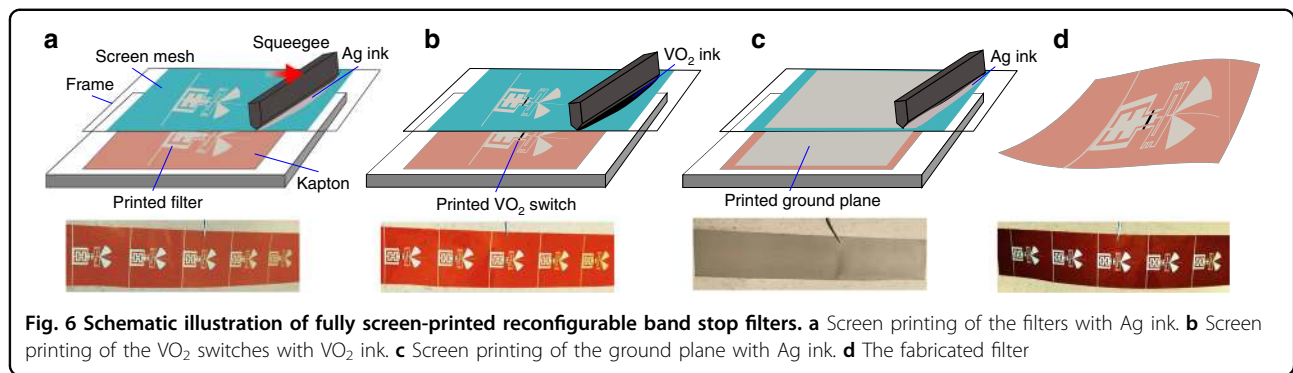 a
b
c
d
Squeegee
Ag ink
Screen mesh
Frame
Kapton
Printed filter
VO₂ ink
Printed VO₂ switch
Ag ink
Printed ground plane
Fig. 6 Schematic illustration of fully screen-printed reconfigurable band stop filters. a Screen printing of the filters with Ag ink. b Screen
printing of the VO₂ switches with VO₂ ink. c Screen printing of the ground plane with Ag ink. d The fabricated filter